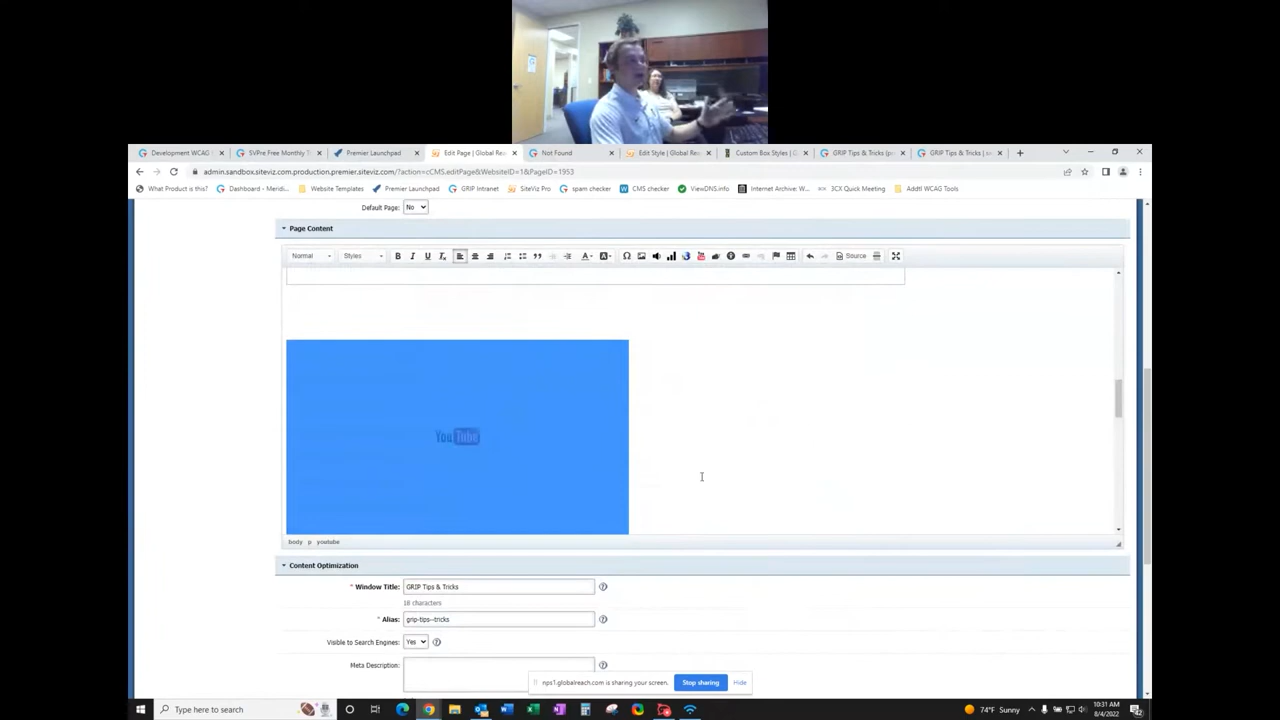 Development WCAG
SVPre Free Monthly T
Premier Launchpad
Edit Page | Global Rea
Not Found
Edit Style | Global Rea
Custom Box Styles | G
GRIP Tips & Tricks (p
GRIP Tips & Tricks | s
admin.sandbox.siteviz.com.production.premier.siteviz.com/?action=cCMS.editPage&WebsiteID=1&PageID=1953
What Product is this?
Dashboard - Meridi...
Website Templates
Premier Launchpad
GRIP Intranet
SiteViz Pro
spam checker
CMS checker
ViewDNS.info
Internet Archive: W...
3CX Quick Meeting
Addtl WCAG Tools
Default Page: No
Page Content
Normal Styles B I U Source
YouTube
body p youtube
Content Optimization
* Window Title: GRIP Tips & Tricks
18 characters
* Alias: grip-tips--tricks
Visible to Search Engines: Yes
Meta Description:
nps1.globalreach.com is sharing your screen.
Stop sharing
Hide
Type here to search
74°F Sunny
10:31 AM
8/4/2022